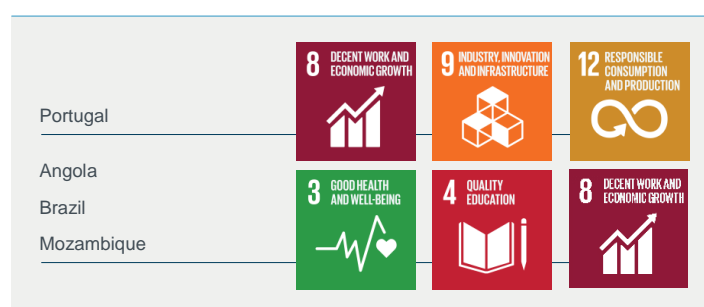 8 DECENT WORK AND
ECONOMIC GROWTH
9 INDUSTRY, INNOVATION
AND INFRASTRUCTURE
12 RESPONSIBLE
CONSUMPTION
AND PRODUCTION
Portugal
Angola
Brazil
Mozambique
3 GOOD HEALTH
AND WELL-BEING
4 QUALITY
EDUCATION
8 DECENT WORK AND
ECONOMIC GROWTH